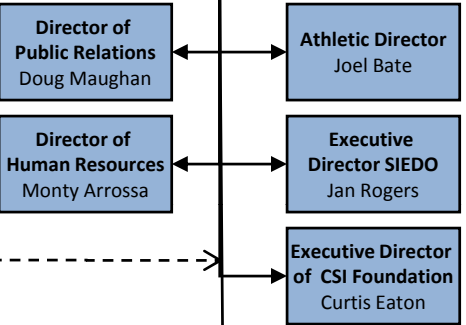 Director of
Public Relations
Doug Maughan
Athletic Director
Joel Bate
Director of
Human Resources
Monty Arrossa
Executive
Director SIEDO
Jan Rogers
Executive Director
of CSI Foundation
Curtis Eaton